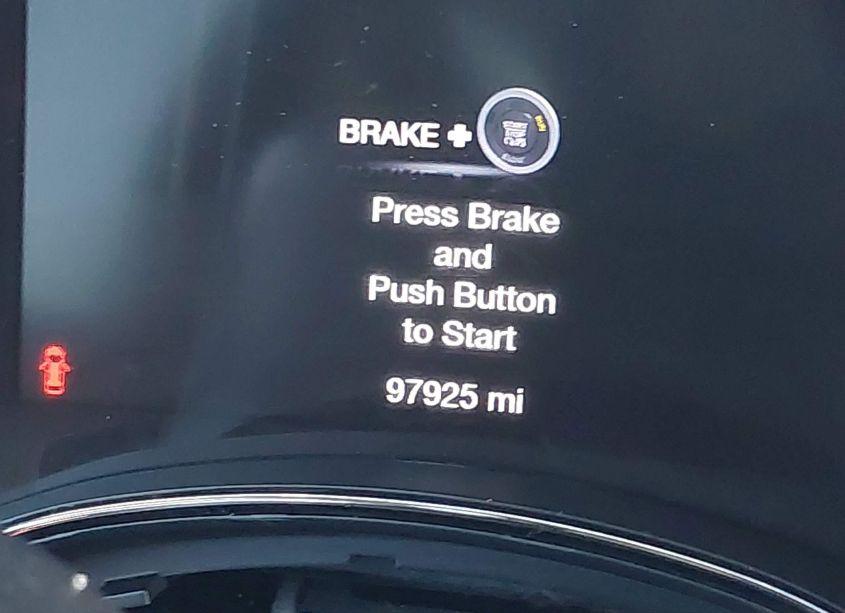 BRAKE +
Press Brake
and
Push Button
to Start
97925 mi